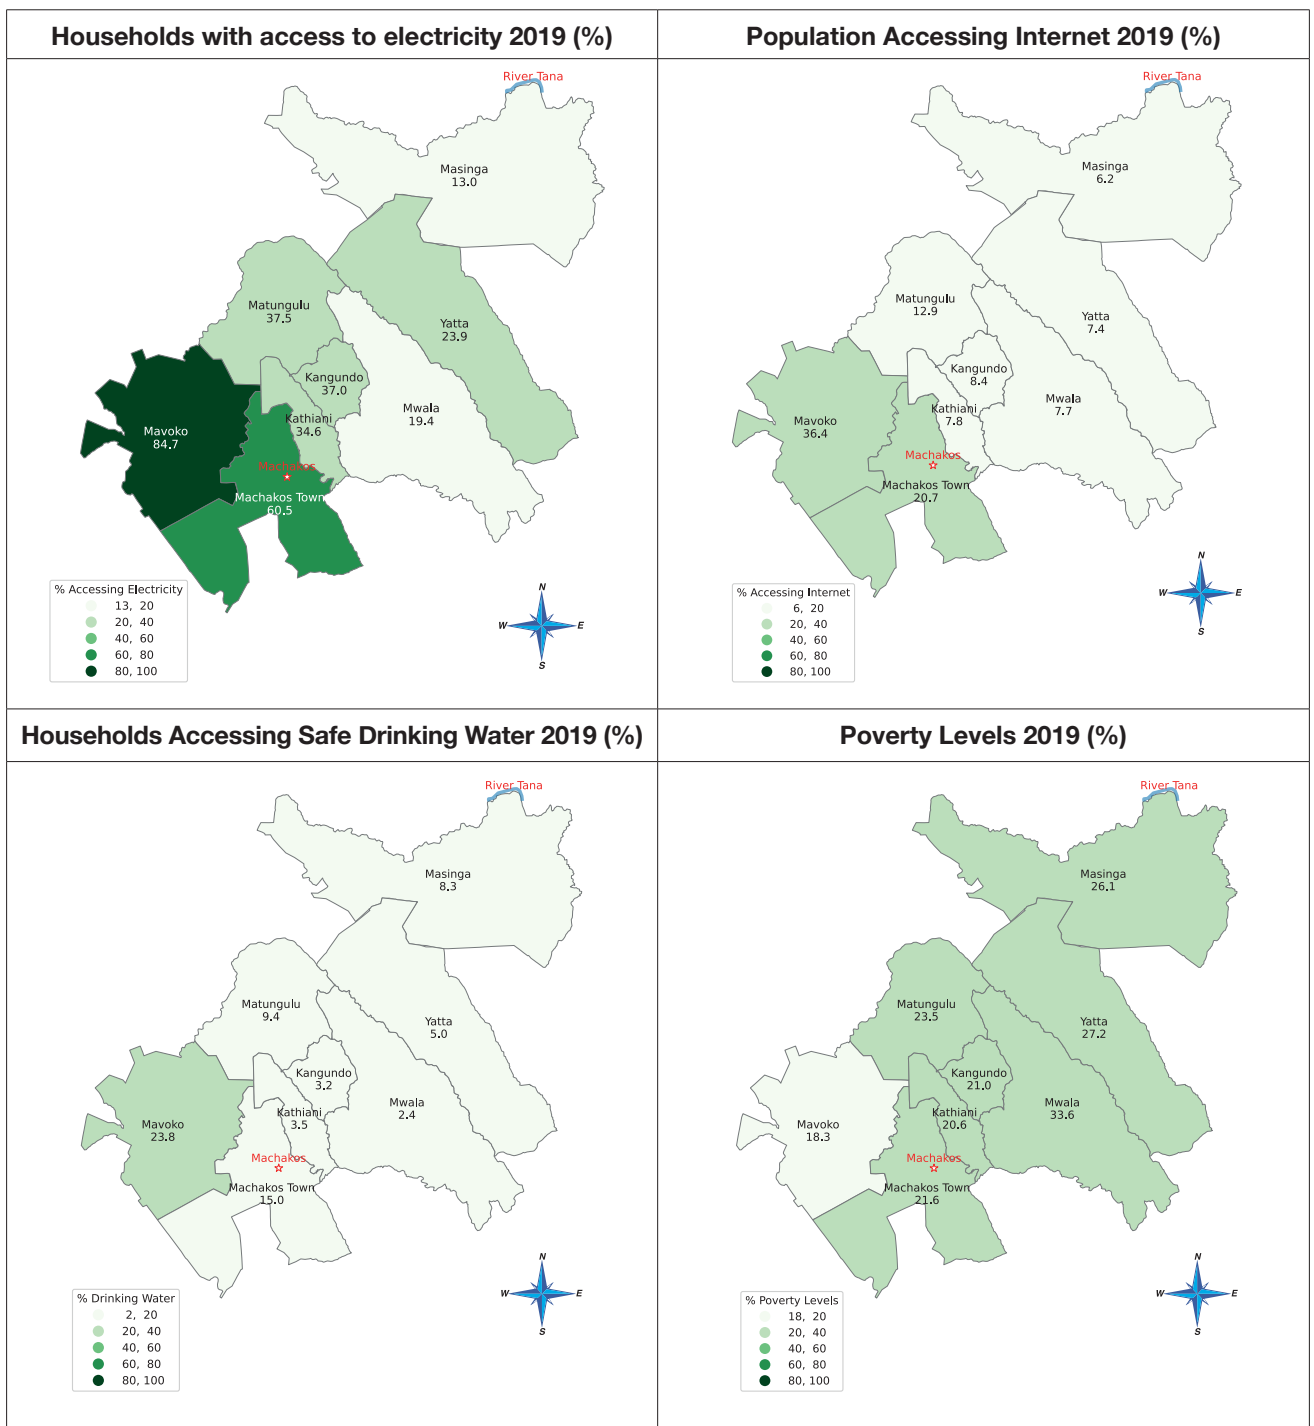 Households with access to electricity 2019 (%)
River Tana
Masinga
13.0
Matungulu
37.5
Yatta
23.9
Kangundo
37.0
Mwala
19.4
Kathiani
34.6
Mavoko
84.7
Machakos
Machakos Town
60.5
% Accessing Electricity
13, 20
20, 40
40, 60
60, 80
80, 100
N
W
E
S
Population Accessing Internet 2019 (%)
River Tana
Masinga
6.2
Matungulu
12.9
Yatta
7.4
Kangundo
8.4
Mwala
7.7
Kathiani
7.8
Mavoko
36.4
Machakos
Machakos Town
20.7
% Accessing Internet
6, 20
20, 40
40, 60
60, 80
80, 100
N
W
E
S
Households Accessing Safe Drinking Water 2019 (%)
River Tana
Masinga
8.3
Matungulu
9.4
Yatta
5.0
Kangundo
3.2
Mwala
2.4
Kathiani
3.5
Mavoko
23.8
Machakos
Machakos Town
15.0
% Drinking Water
2, 20
20, 40
40, 60
60, 80
80, 100
N
W
E
S
Poverty Levels 2019 (%)
River Tana
Masinga
26.1
Matungulu
23.5
Yatta
27.2
Kangundo
21.0
Mwala
33.6
Kathiani
20.6
Mavoko
18.3
Machakos
Machakos Town
21.6
% Poverty Levels
18, 20
20, 40
40, 60
60, 80
80, 100
N
W
E
S